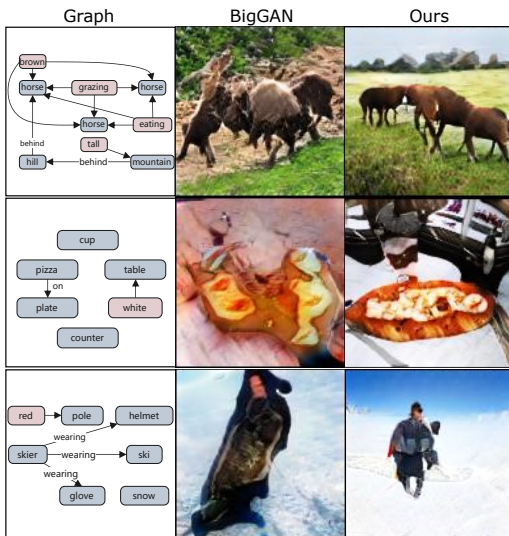 Graph BigGAN Ours
brown
horse grazing horse
horse eating
tall
behind
hill behind mountain
cup
pizza table
on
plate white
counter
red pole helmet
wearing
skier wearing ski
wearing
glove snow